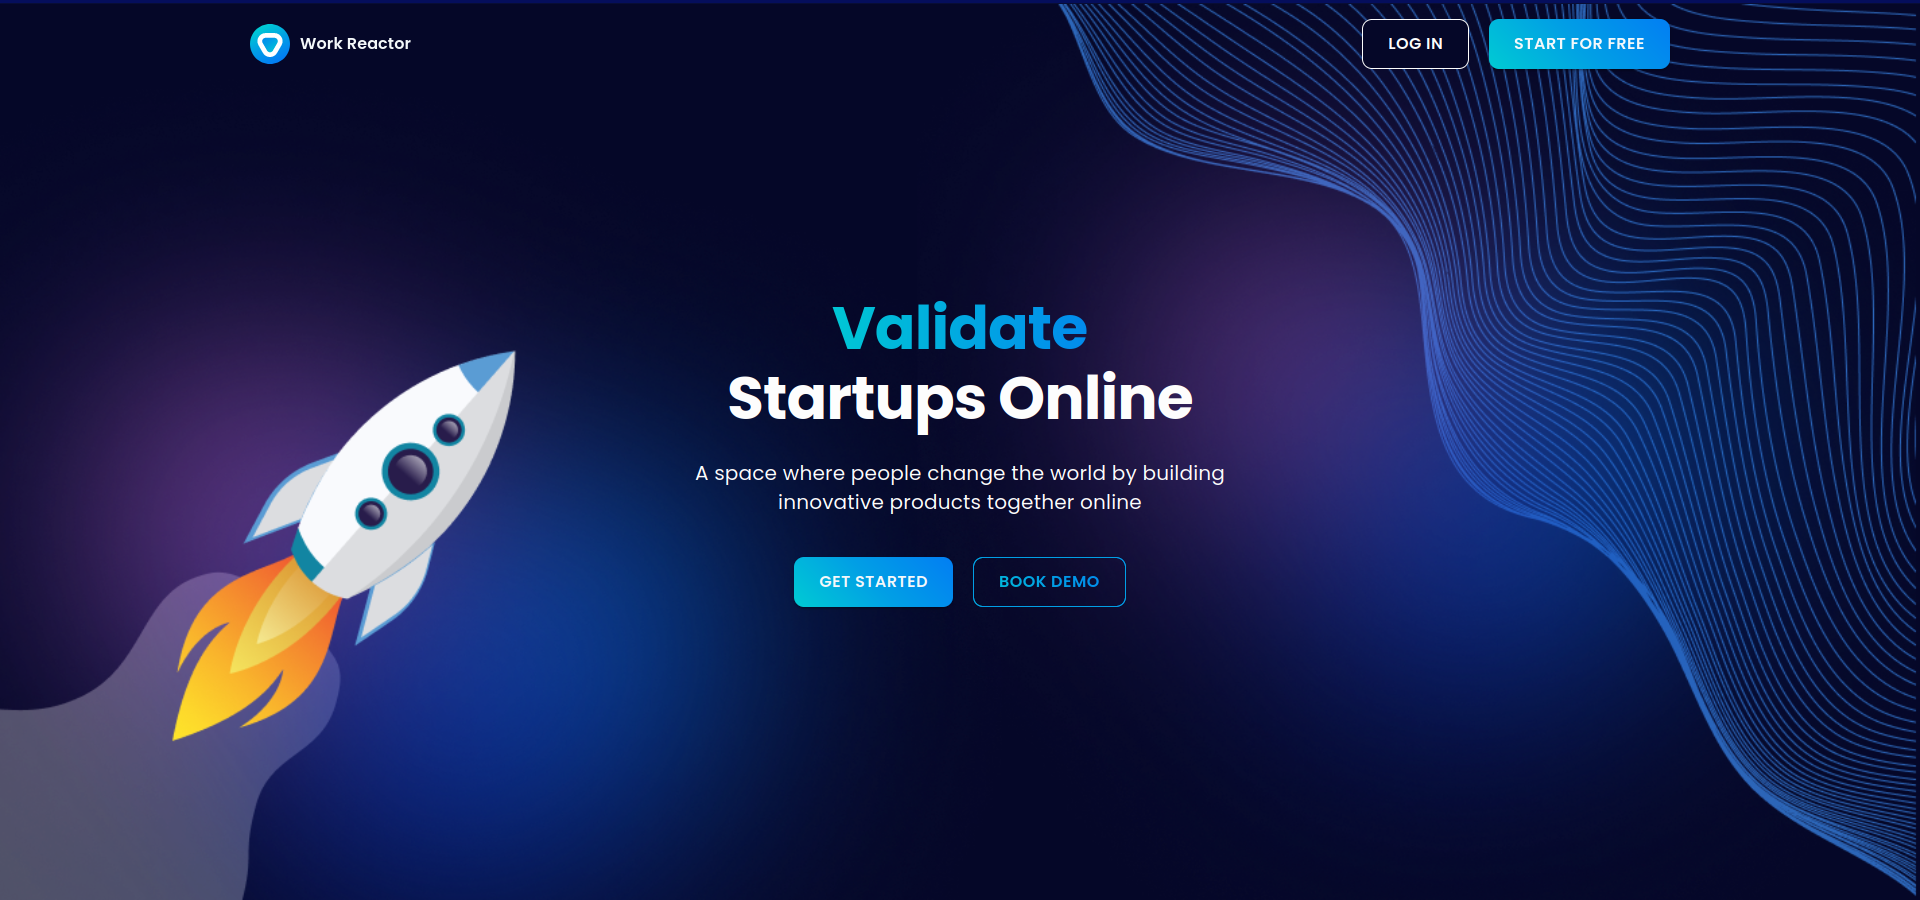 Work Reactor
LOG IN
START FOR FREE
Validate
Startups Online
A space where people change the world by building
innovative products together online
GET STARTED
BOOK DEMO